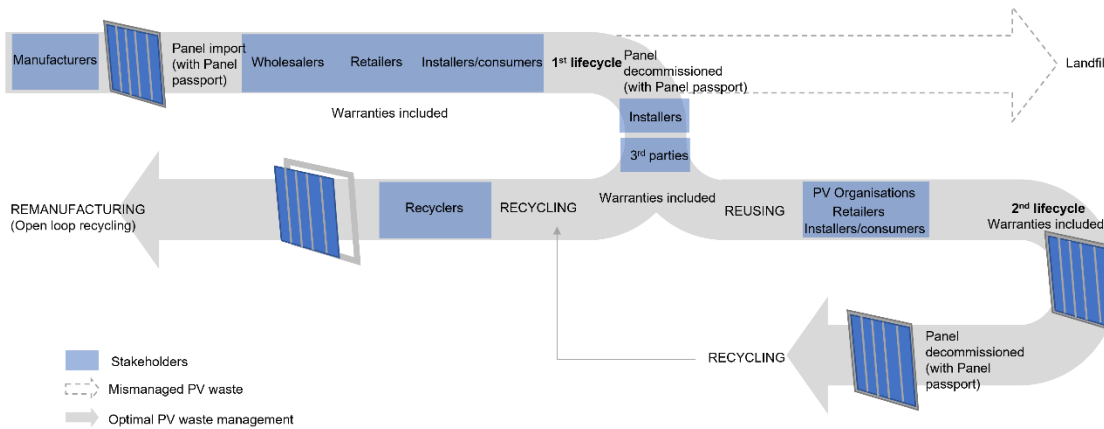 Manufacturers
Panel import
(with Panel
passport)
Wholesalers
Retailers
Installers/consumers
1st lifecycle
Panel
decommissioned
(with Panel passport)
Landfil
Warranties included
Installers
3rd parties
REMANUFACTURING
(Open loop recycling)
Recyclers
RECYCLING
Warranties included
REUSING
PV Organisations
Retailers
Installers/consumers
2nd lifecycle
Warranties included
RECYCLING
Panel
decommissioned
(with Panel
passport)
Stakeholders
Mismanaged PV waste
Optimal PV waste management